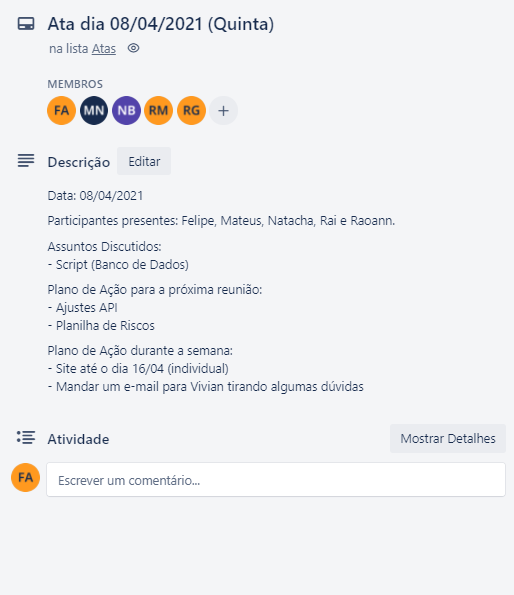 Ata dia 08/04/2021 (Quinta)
na lista Atas
MEMBROS
FA MN NB RM RG +
Descrição Editar
Data: 08/04/2021
Participantes presentes: Felipe, Mateus, Natacha, Rai e Raoann.
Assuntos Discutidos:
- Script (Banco de Dados)
Plano de Ação para a próxima reunião:
- Ajustes API
- Planilha de Riscos
Plano de Ação durante a semana:
- Site até o dia 16/04 (individual)
- Mandar um e-mail para Vivian tirando algumas dúvidas
Atividade Mostrar Detalhes
FA Escrever um comentário...